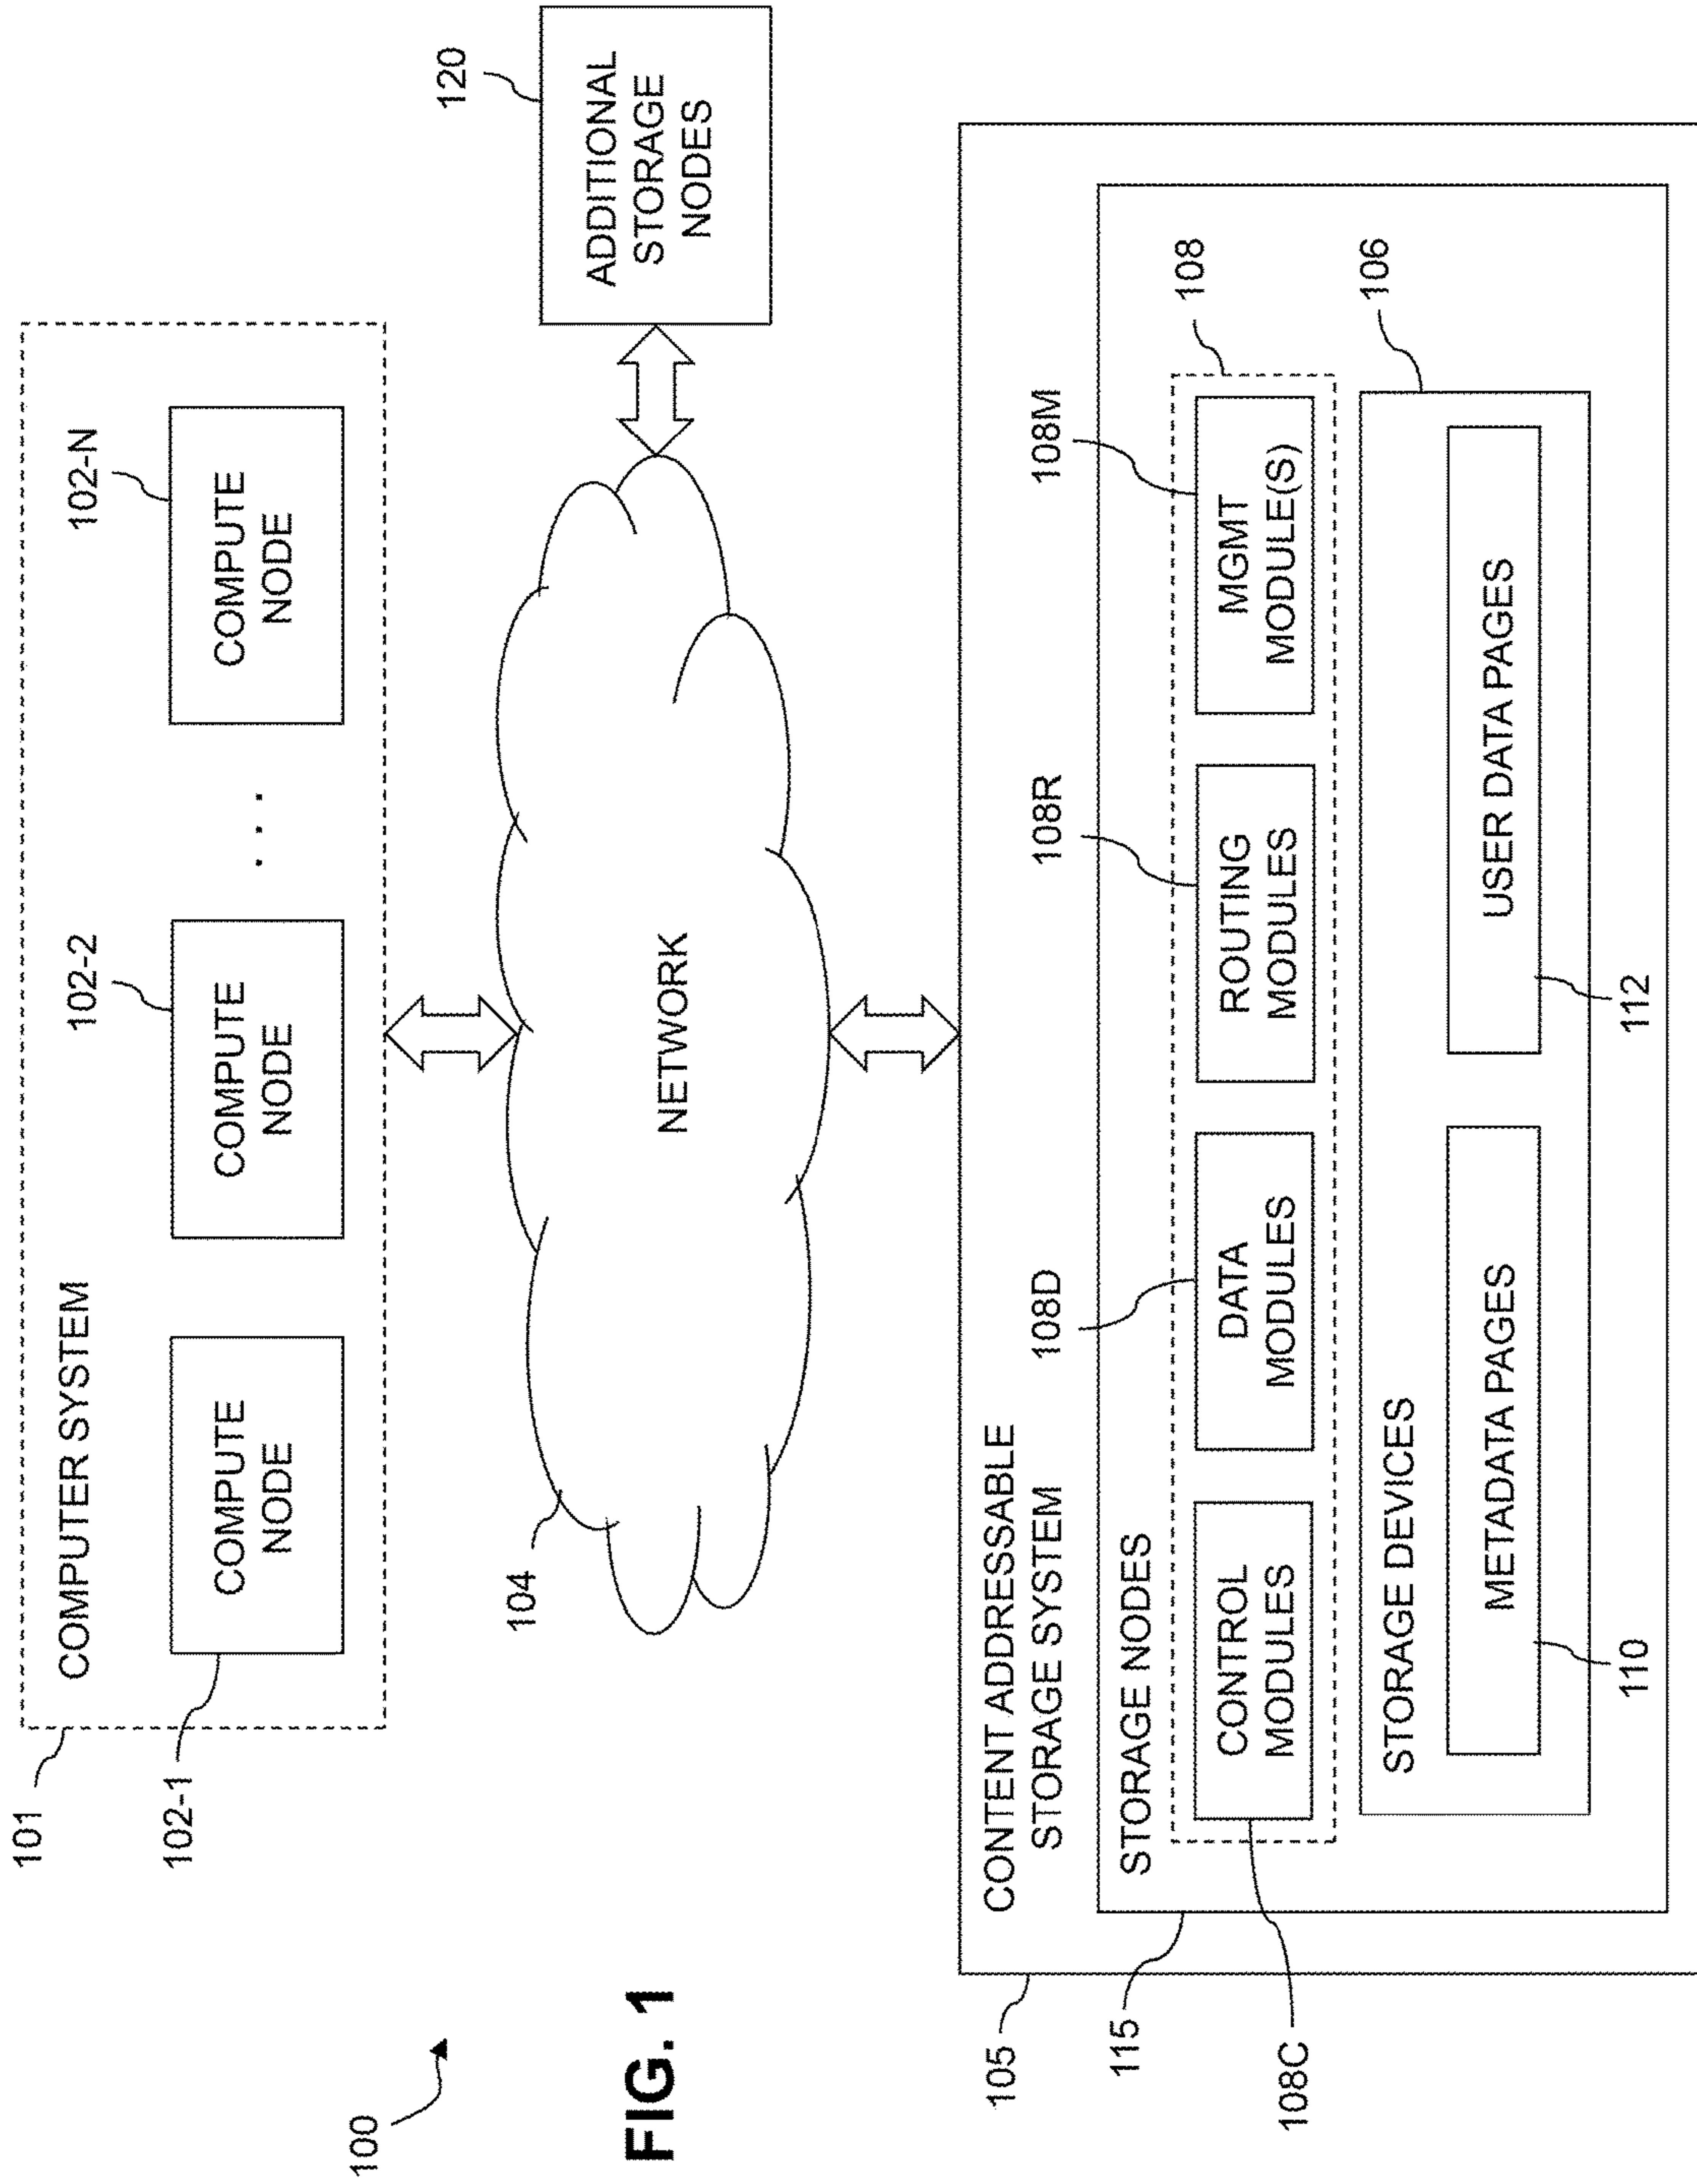 FIG. 1
100
101
COMPUTER SYSTEM
102-1
COMPUTE
NODE
102-2
COMPUTE
NODE
. . .
102-N
COMPUTE
NODE
104
NETWORK
120
ADDITIONAL
STORAGE
NODES
105
CONTENT ADDRESSABLE
STORAGE SYSTEM
115
STORAGE NODES
108C
CONTROL
MODULES
108D
DATA
MODULES
108R
ROUTING
MODULES
108M
MGMT
MODULE(S)
108
106
STORAGE DEVICES
METADATA PAGES
110
USER DATA PAGES
112